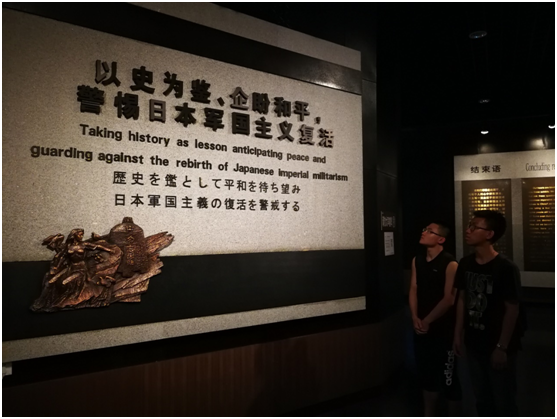 以史为鉴、企盼和平，
警惕日本军国主义复活
Taking history as lesson anticipating peace and
guarding against the rebirth of Japanese imperial militarism
歴史を鑑として平和を待ち望み
日本軍国主義の復活を警戒する
结束语
Concluding
adidas